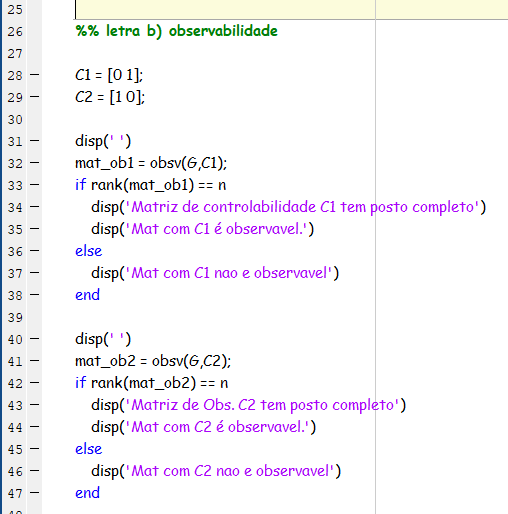 25
26 %% letra b) observabilidade
27
28 C1 = [0 1];
29 C2 = [1 0];
30
31 disp(' ')
32 mat_ob1 = obsv(G,C1);
33 if rank(mat_ob1) == n
34 disp('Matriz de controlabilidade C1 tem posto completo')
35 disp('Mat com C1 é observavel.')
36 else
37 disp('Mat com C1 nao e observavel')
38 end
39
40 disp(' ')
41 mat_ob2 = obsv(G,C2);
42 if rank(mat_ob2) == n
43 disp('Matriz de Obs. C2 tem posto completo')
44 disp('Mat com C2 é observavel.')
45 else
46 disp('Mat com C2 nao e observavel')
47 end